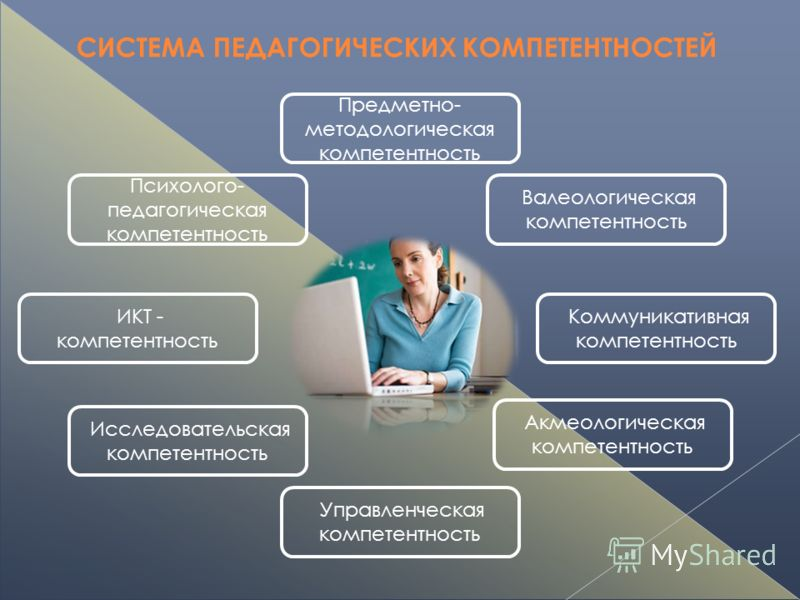 СИСТЕМА ПЕДАГОГИЧЕСКИХ КОМПЕТЕНТНОСТЕЙ
Предметно-
методологическая
компетентность
Психолого-
педагогическая
компетентность
Валеологическая
компетентность
ИКТ -
компетентность
Коммуникативная
компетентность
Исследовательская
компетентность
Акмеологическая
компетентность
Управленческая
компетентность
MyShared